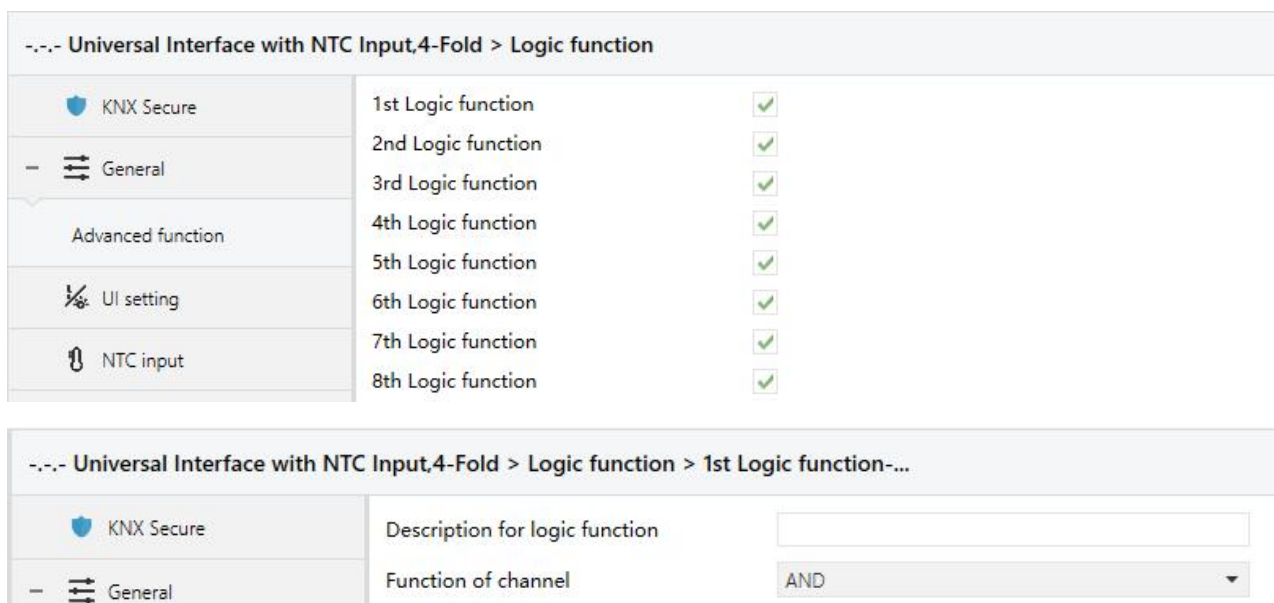 -.-.- Universal Interface with NTC Input,4-Fold > Logic function
KNX Secure
General
Advanced function
UI setting
NTC input
1st Logic function
2nd Logic function
3rd Logic function
4th Logic function
5th Logic function
6th Logic function
7th Logic function
8th Logic function
-.-.- Universal Interface with NTC Input,4-Fold > Logic function > 1st Logic function-...
KNX Secure
General
Description for logic function
Function of channel AND